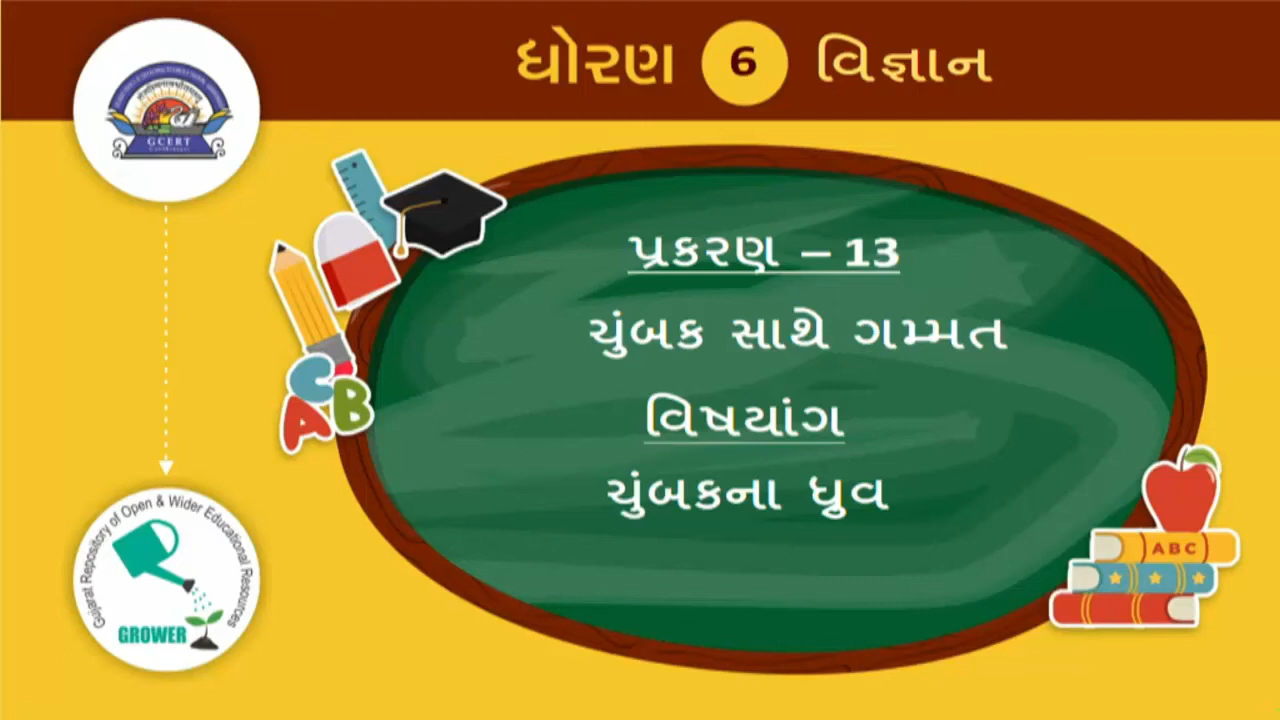 ધોરણ 6 વિજ્ઞાન
GCERT
પ્રકરણ – 13
ચુંબક સાથે ગમ્મત
વિષયાંગ
ચુંબકના ધ્રુવ
ABC
Gujarat Repository of Open & Wider Educational Resources
GROWER
ABC